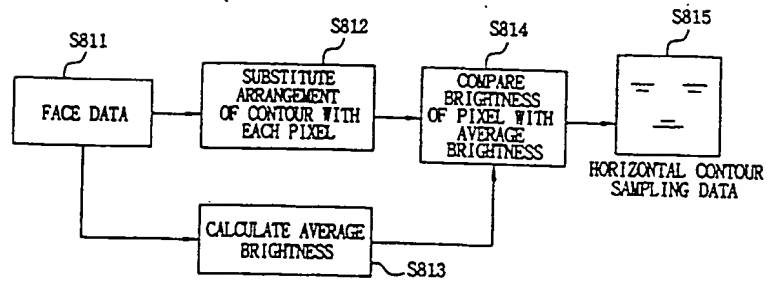 S811
FACE DATA
S812
SUBSTITUTE
ARRANGEMENT
OF CONTOUR WITH
EACH PIXEL
S814
COMPARE
BRIGHTNESS
OF PIXEL WITH
AVERAGE
BRIGHTNESS
S815
HORIZONTAL CONTOUR
SAMPLING DATA
CALCULATE AVERAGE
BRIGHTNESS
S813